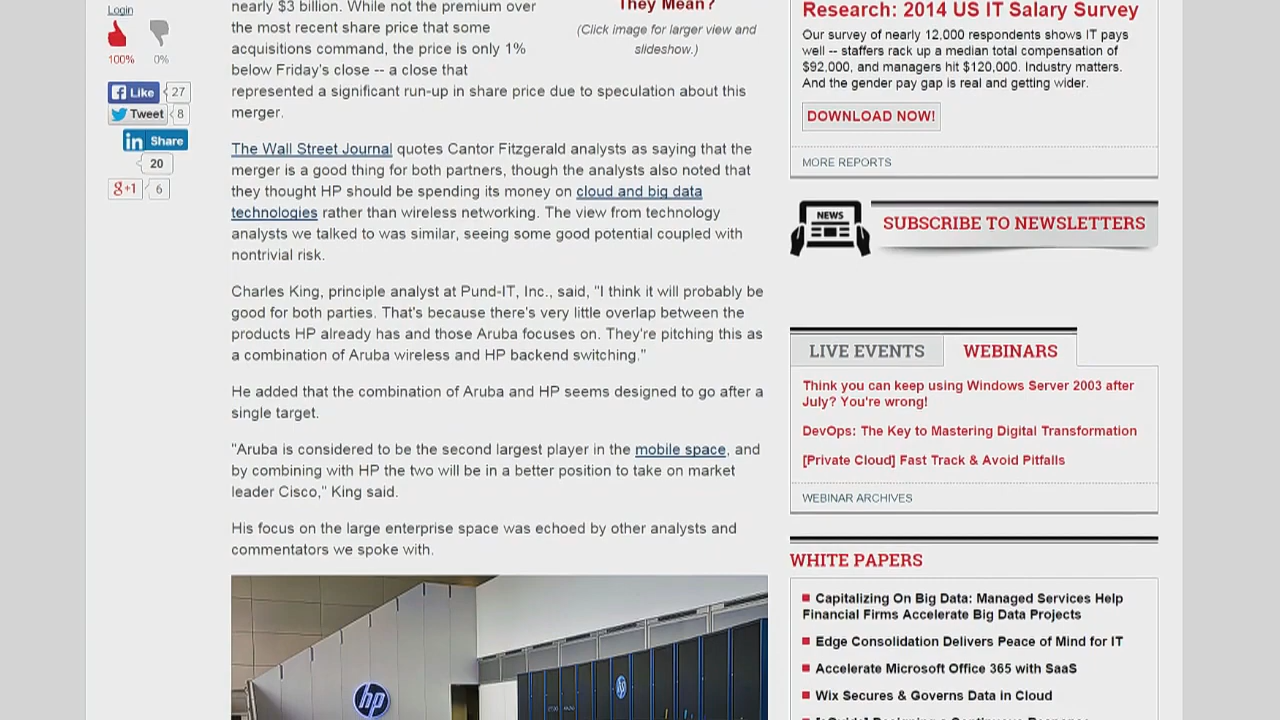 Login
100%
0%
Like
27
Tweet
8
in Share
20
g+1
6
nearly $3 billion. While not the premium over
the most recent share price that some
acquisitions command, the price is only 1%
below Friday's close -- a close that
represented a significant run-up in share price due to speculation about this
merger.
They Mean?
(Click image for larger view and
slideshow.)
The Wall Street Journal quotes Cantor Fitzgerald analysts as saying that the
merger is a good thing for both partners, though the analysts also noted that
they thought HP should be spending its money on cloud and big data
technologies rather than wireless networking. The view from technology
analysts we talked to was similar, seeing some good potential coupled with
nontrivial risk.
Charles King, principle analyst at Pund-IT, Inc., said, "I think it will probably be
good for both parties. That's because there's very little overlap between the
products HP already has and those Aruba focuses on. They're pitching this as
a combination of Aruba wireless and HP backend switching."
He added that the combination of Aruba and HP seems designed to go after a
single target.
"Aruba is considered to be the second largest player in the mobile space, and
by combining with HP the two will be in a better position to take on market
leader Cisco," King said.
His focus on the large enterprise space was echoed by other analysts and
commentators we spoke with.
hp
hp
Research: 2014 US IT Salary Survey
Our survey of nearly 12,000 respondents shows IT pays
well -- staffers rack up a median total compensation of
$92,000, and managers hit $120,000. Industry matters.
And the gender pay gap is real and getting wider.
DOWNLOAD NOW!
MORE REPORTS
NEWS
SUBSCRIBE TO NEWSLETTERS
LIVE EVENTS
WEBINARS
Think you can keep using Windows Server 2003 after
July? You're wrong!
DevOps: The Key to Mastering Digital Transformation
[Private Cloud] Fast Track & Avoid Pitfalls
WEBINAR ARCHIVES
WHITE PAPERS
Capitalizing On Big Data: Managed Services Help
Financial Firms Accelerate Big Data Projects
Edge Consolidation Delivers Peace of Mind for IT
Accelerate Microsoft Office 365 with SaaS
Wix Secures & Governs Data in Cloud